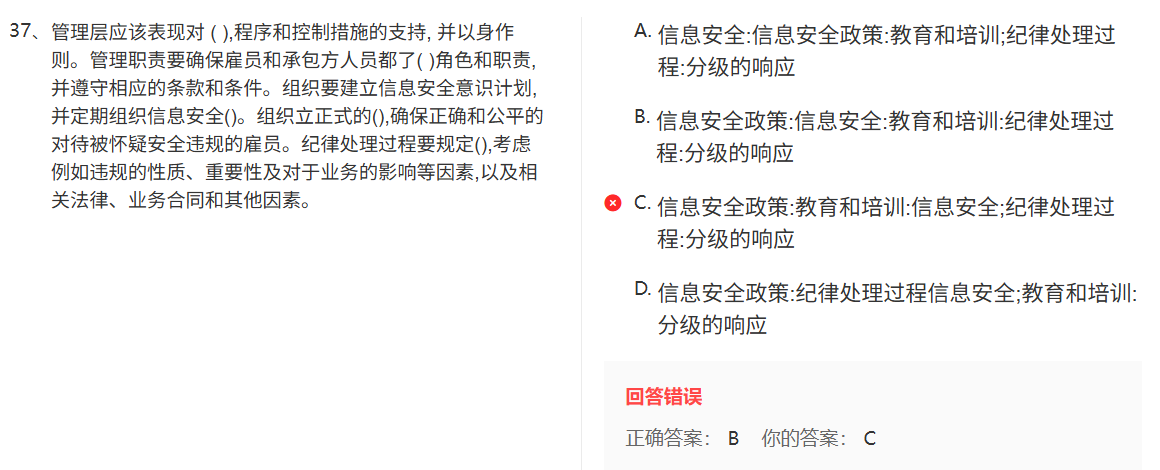 37、管理层应该表现对 ( ),程序和控制措施的支持, 并以身作
则。管理职责要确保雇员和承包方人员都了( )角色和职责,
并遵守相应的条款和条件。组织要建立信息安全意识计划,
并定期组织信息安全()。组织立正式的(),确保正确和公平的
对待被怀疑安全违规的雇员。纪律处理过程要规定(),考虑
例如违规的性质、重要性及对于业务的影响等因素,以及相
关法律、业务合同和其他因素。
A. 信息安全:信息安全政策:教育和培训;纪律处理过
程:分级的响应
B. 信息安全政策:信息安全:教育和培训:纪律处理过
程:分级的响应
C. 信息安全政策:教育和培训:信息安全;纪律处理过
程:分级的响应
D. 信息安全政策:纪律处理过程信息安全;教育和培训:
分级的响应
回答错误
正确答案： B 你的答案： C